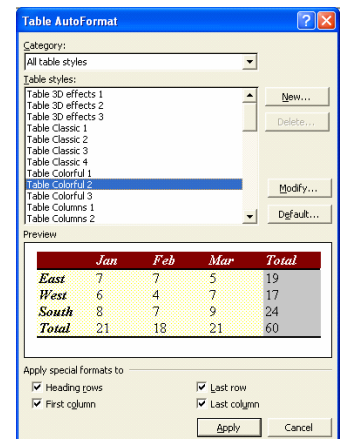 Table AutoFormat
Category:
All table styles
Table styles:
Table 3D effects 1
Table 3D effects 2
Table 3D effects 3
Table Classic 1
Table Classic 2
Table Classic 3
Table Classic 4
Table Colorful 1
Table Colorful 2
Table Colorful 3
Table Columns 1
Table Columns 2
New...
Delete...
Modify...
Default...
Preview
Jan Feb Mar Total
East 7 7 5 19
West 6 4 7 17
South 8 7 9 24
Total 21 18 21 60
Apply special formats to
Heading rows
Last row
First column
Last column
Apply
Cancel